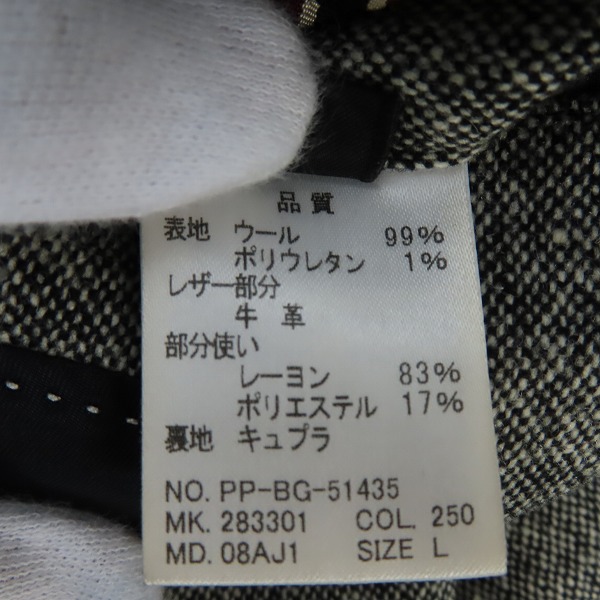 品質
表地 ウール 99%
ポリウレタン 1%
レザー部分
牛革
部分使い
レーヨン 83%
ポリエステル 17%
裏地 キュプラ
NO. PP-BG-51435
MK. 283301 COL. 250
MD. 08AJ1 SIZE L